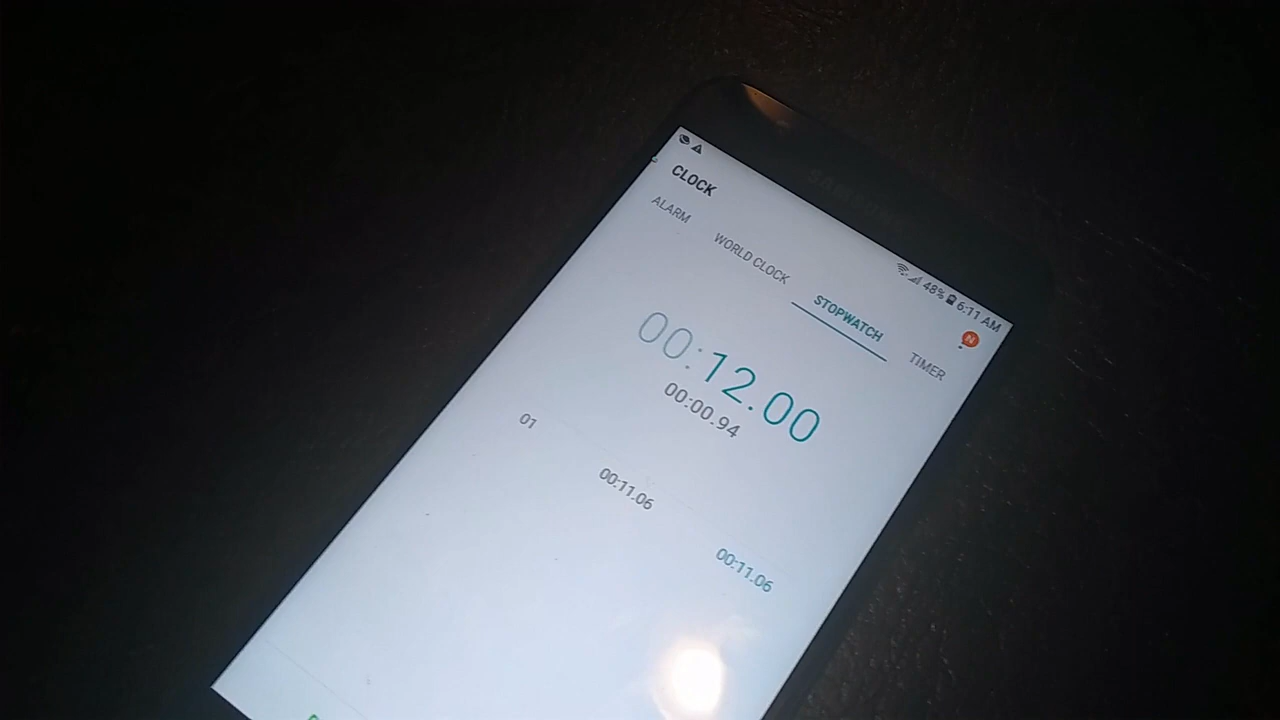 48% 6:11 AM
CLOCK
N
ALARM WORLD CLOCK STOPWATCH TIMER
00:12.00
00:00.94
01 00:11.06 00:11.06